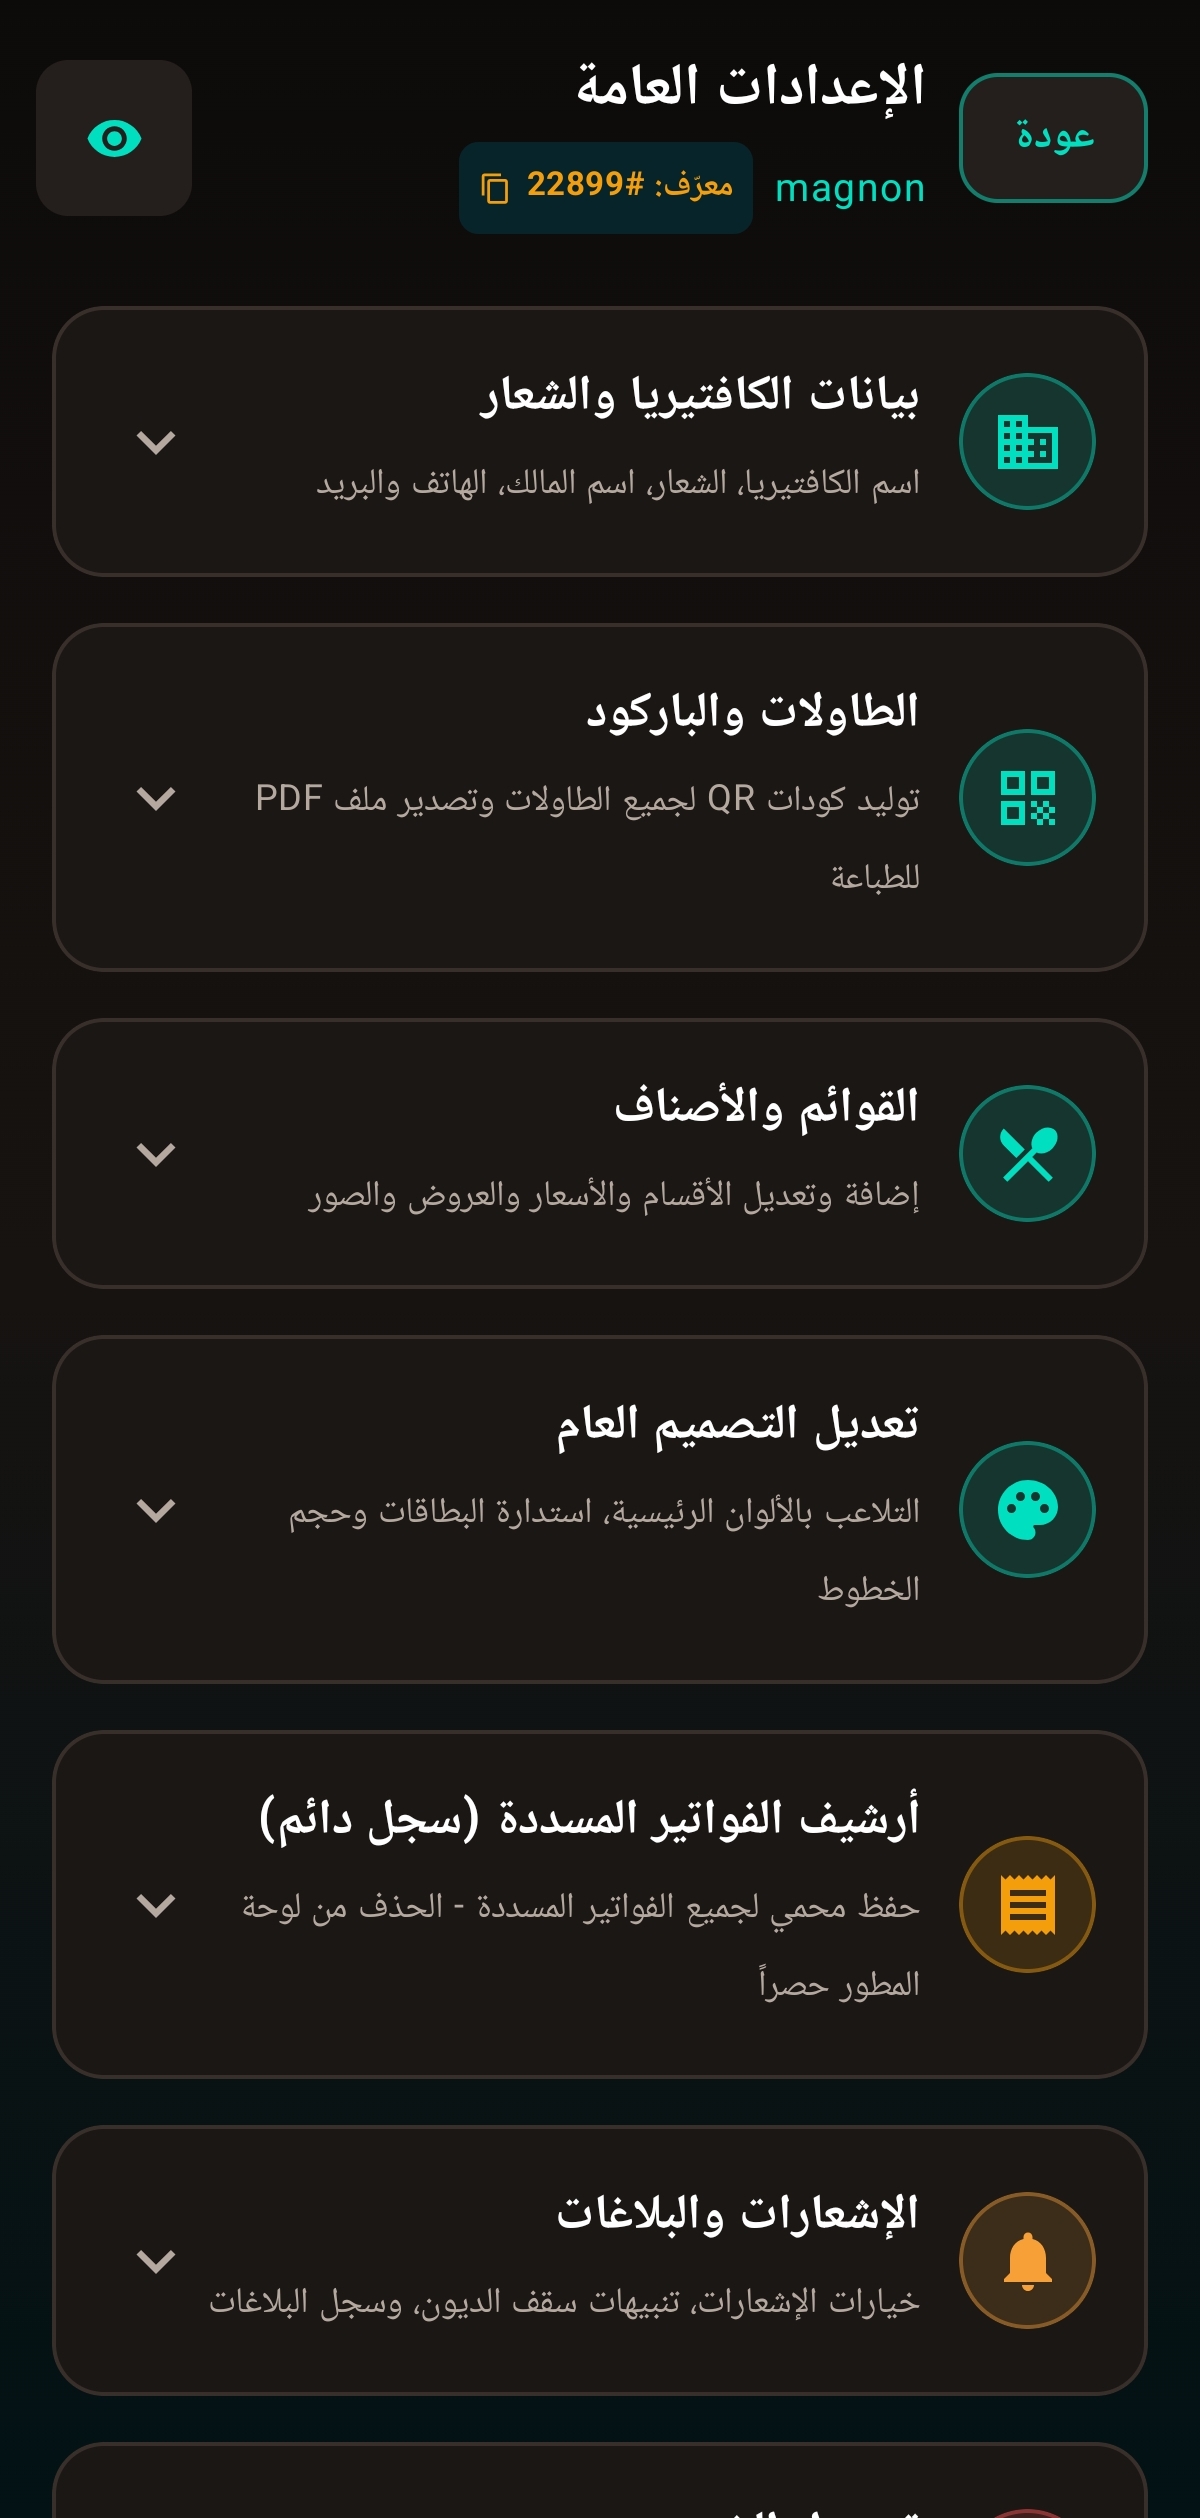 عودة
الإعدادات العامة
magnon
معرّف: #22899
بيانات الكافتيريا والشعار
اسم الكافتيريا، الشعار، اسم المالك، الهاتف والبريد
الطاولات والباركود
توليد كودات QR لجميع الطاولات وتصدير ملف PDF
للطباعة
القوائم والأصناف
إضافة وتعديل الأقسام والأسعار والعروض والصور
تعديل التصميم العام
التلاعب بالألوان الرئيسية، استدارة البطاقات وحجم
الخطوط
أرشيف الفواتير المسددة (سجل دائم)
حفظ محمي لجميع الفواتير المسددة - الحذف من لوحة
المطور حصراً
الإشعارات والبلاغات
خيارات الإشعارات، تنبيهات سقف الديون، وسجل البلاغات